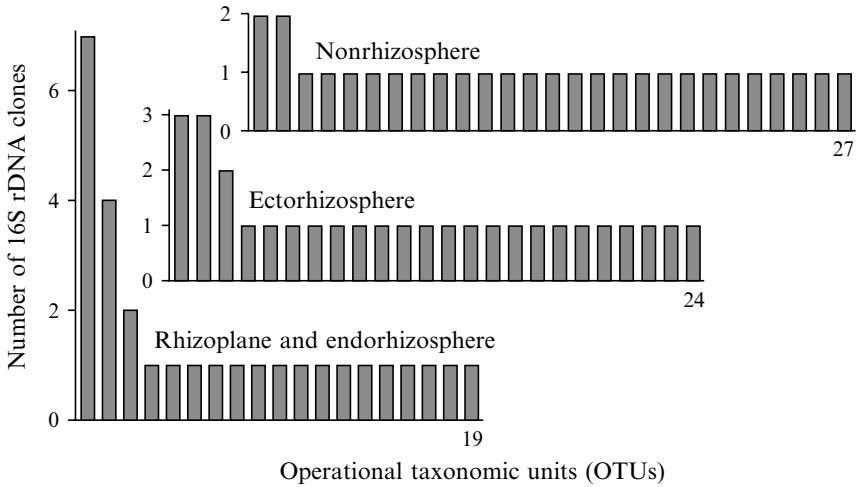 2
Nonrhizosphere
1
0
27
3
2
Ectorhizosphere
1
0
24
6
4
2
Rhizoplane and endorhizosphere
0
19
Number of 16S rDNA clones
Operational taxonomic units (OTUs)